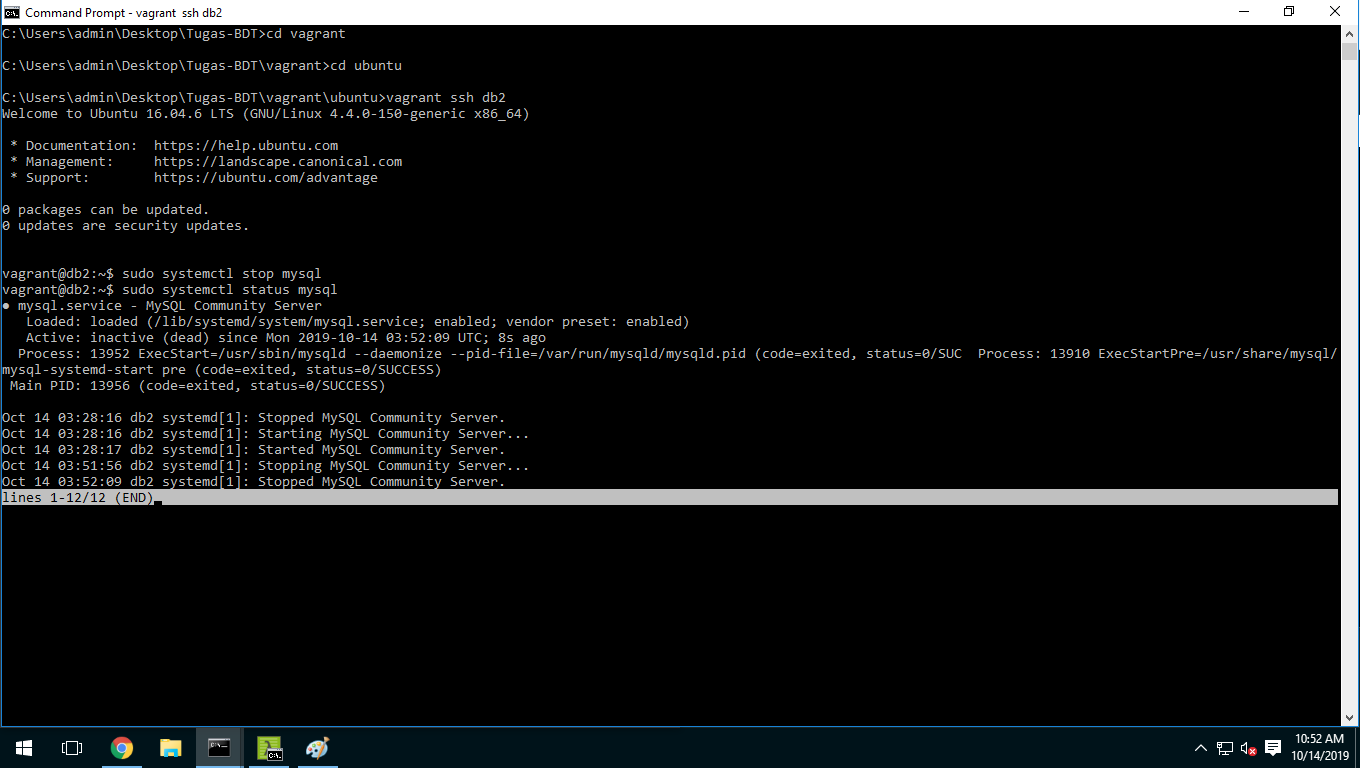 Command Prompt - vagrant  ssh db2
C:\Users\admin\Desktop\Tugas-BDT>cd vagrant
C:\Users\admin\Desktop\Tugas-BDT\vagrant>cd ubuntu
C:\Users\admin\Desktop\Tugas-BDT\vagrant\ubuntu>vagrant ssh db2
Welcome to Ubuntu 16.04.6 LTS (GNU/Linux 4.4.0-150-generic x86_64)
 * Documentation:  https://help.ubuntu.com
 * Management:     https://landscape.canonical.com
 * Support:        https://ubuntu.com/advantage
0 packages can be updated.
0 updates are security updates.
vagrant@db2:~$ sudo systemctl stop mysql
vagrant@db2:~$ sudo systemctl status mysql
● mysql.service - MySQL Community Server
   Loaded: loaded (/lib/systemd/system/mysql.service; enabled; vendor preset: enabled)
   Active: inactive (dead) since Mon 2019-10-14 03:52:09 UTC; 8s ago
  Process: 13952 ExecStart=/usr/sbin/mysqld --daemonize --pid-file=/var/run/mysqld/mysqld.pid (code=exited, status=0/SUC  Process: 13910 ExecStartPre=/usr/share/mysql/
mysql-systemd-start pre (code=exited, status=0/SUCCESS)
 Main PID: 13956 (code=exited, status=0/SUCCESS)
Oct 14 03:28:16 db2 systemd[1]: Stopped MySQL Community Server.
Oct 14 03:28:16 db2 systemd[1]: Starting MySQL Community Server...
Oct 14 03:28:17 db2 systemd[1]: Started MySQL Community Server.
Oct 14 03:51:56 db2 systemd[1]: Stopping MySQL Community Server...
Oct 14 03:52:09 db2 systemd[1]: Stopped MySQL Community Server.
lines 1-12/12 (END)
10:52 AM
10/14/2019